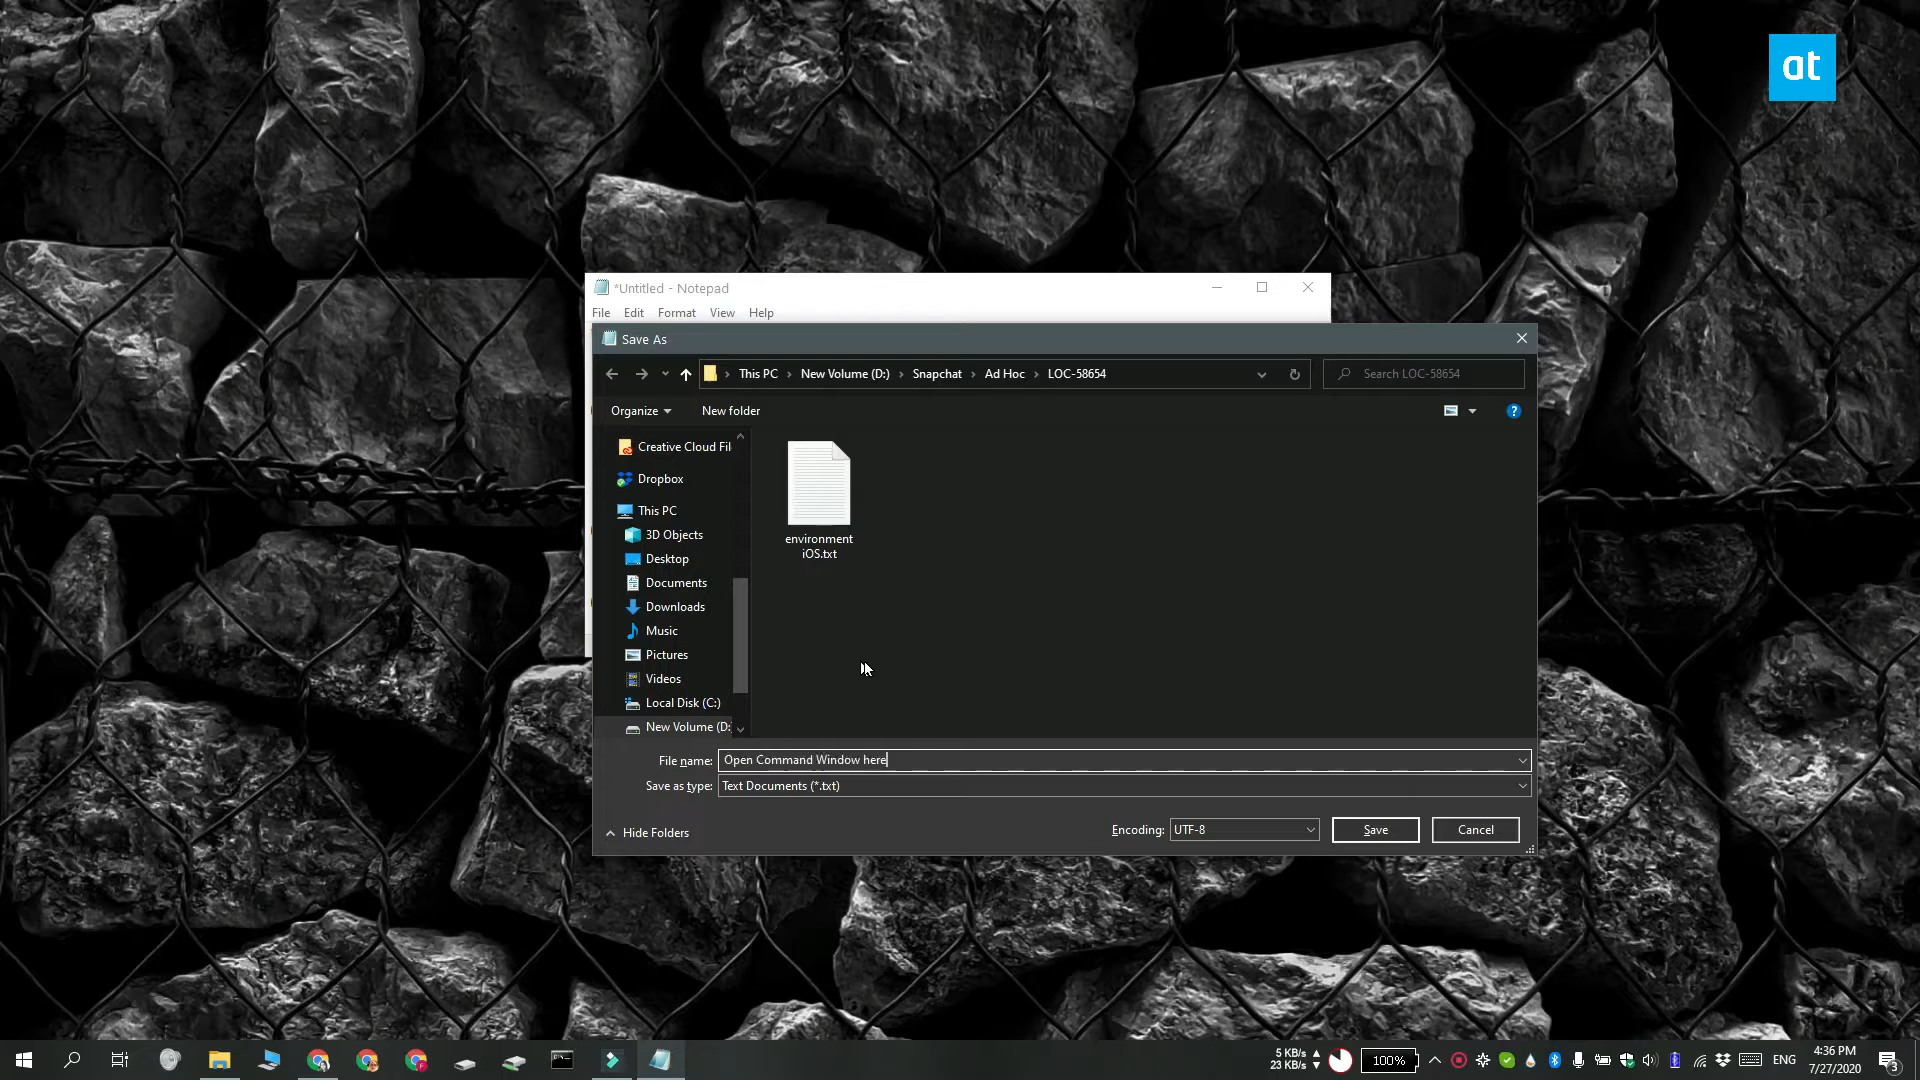 at
*Untitled - Notepad
File Edit Format View Help
Save As
This PC New Volume (D:) Snapchat Ad Hoc LOC-58654
Search LOC-58654
Organize New folder
Creative Cloud Fil
Dropbox
This PC
3D Objects
Desktop
Documents
Downloads
Music
Pictures
Videos
Local Disk (C:)
New Volume (D:
environment
iOS.txt
File name: Open Command Window here
Save as type: Text Documents (*.txt)
Hide Folders
Encoding: UTF-8
Save
Cancel
5 KB/s
23 KB/s
100%
ENG
4:36 PM
7/27/2020
3